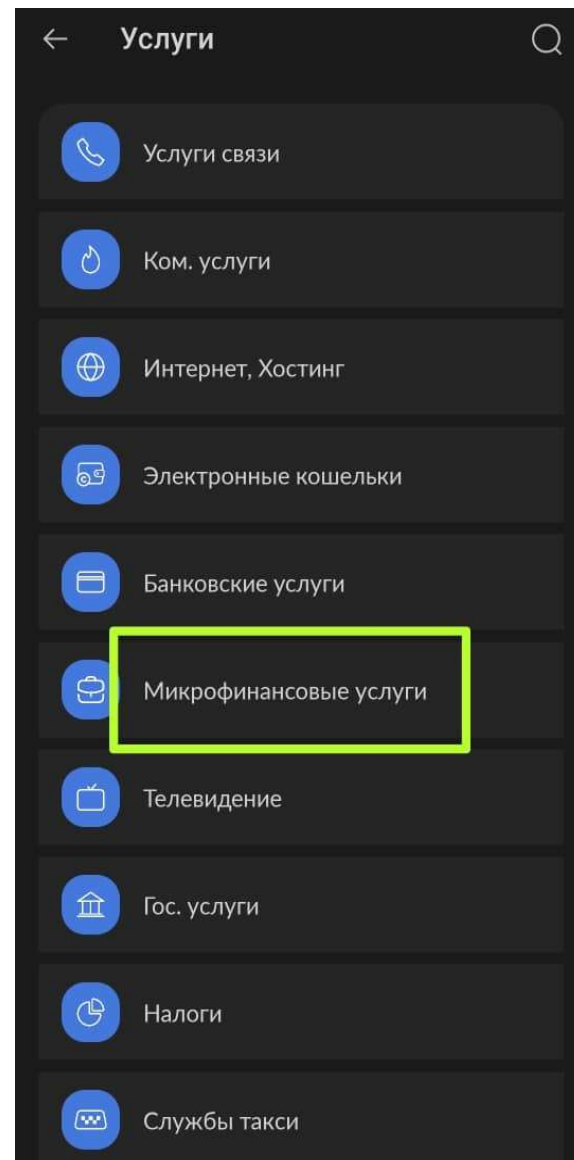 Услуги
Услуги связи
Ком. услуги
Интернет, Хостинг
Электронные кошельки
Банковские услуги
Микрофинансовые услуги
Телевидение
Гос. услуги
Налоги
Службы такси